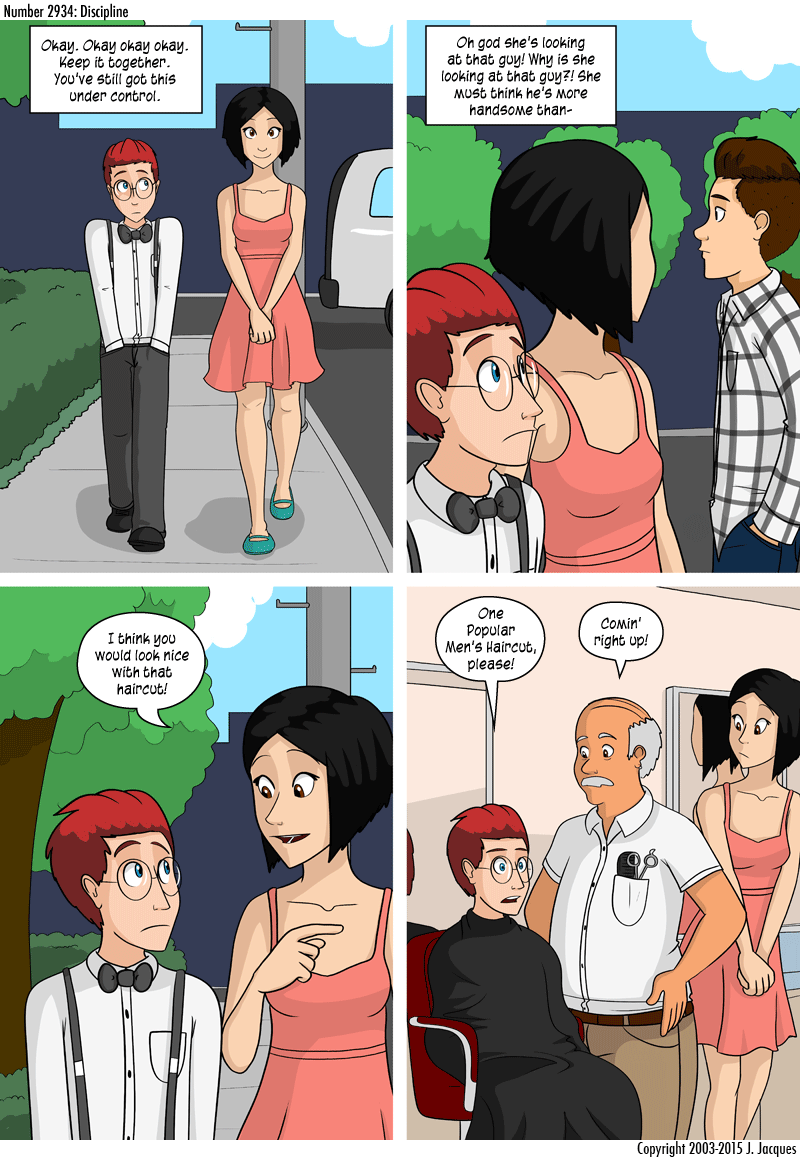 Number 2934: Discipline
Okay. Okay okay okay.
Keep it together.
You've still got this
under control.
Oh god she's looking
at that guy! Why is she
looking at that guy?! She
must think he's more
handsome than-
I think you
would look nice
with that
haircut!
One
Popular
Men's Haircut,
please!
Comin'
right up!
Copyright 2003-2015 J. Jacques